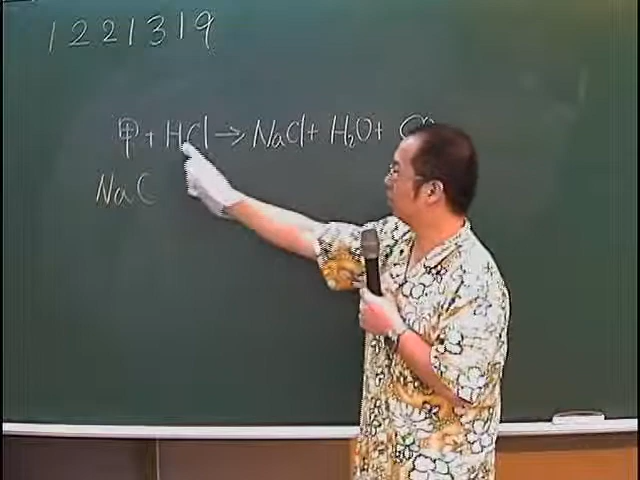 1221319
甲 + HCl → NaCl + H₂O + C
NaC